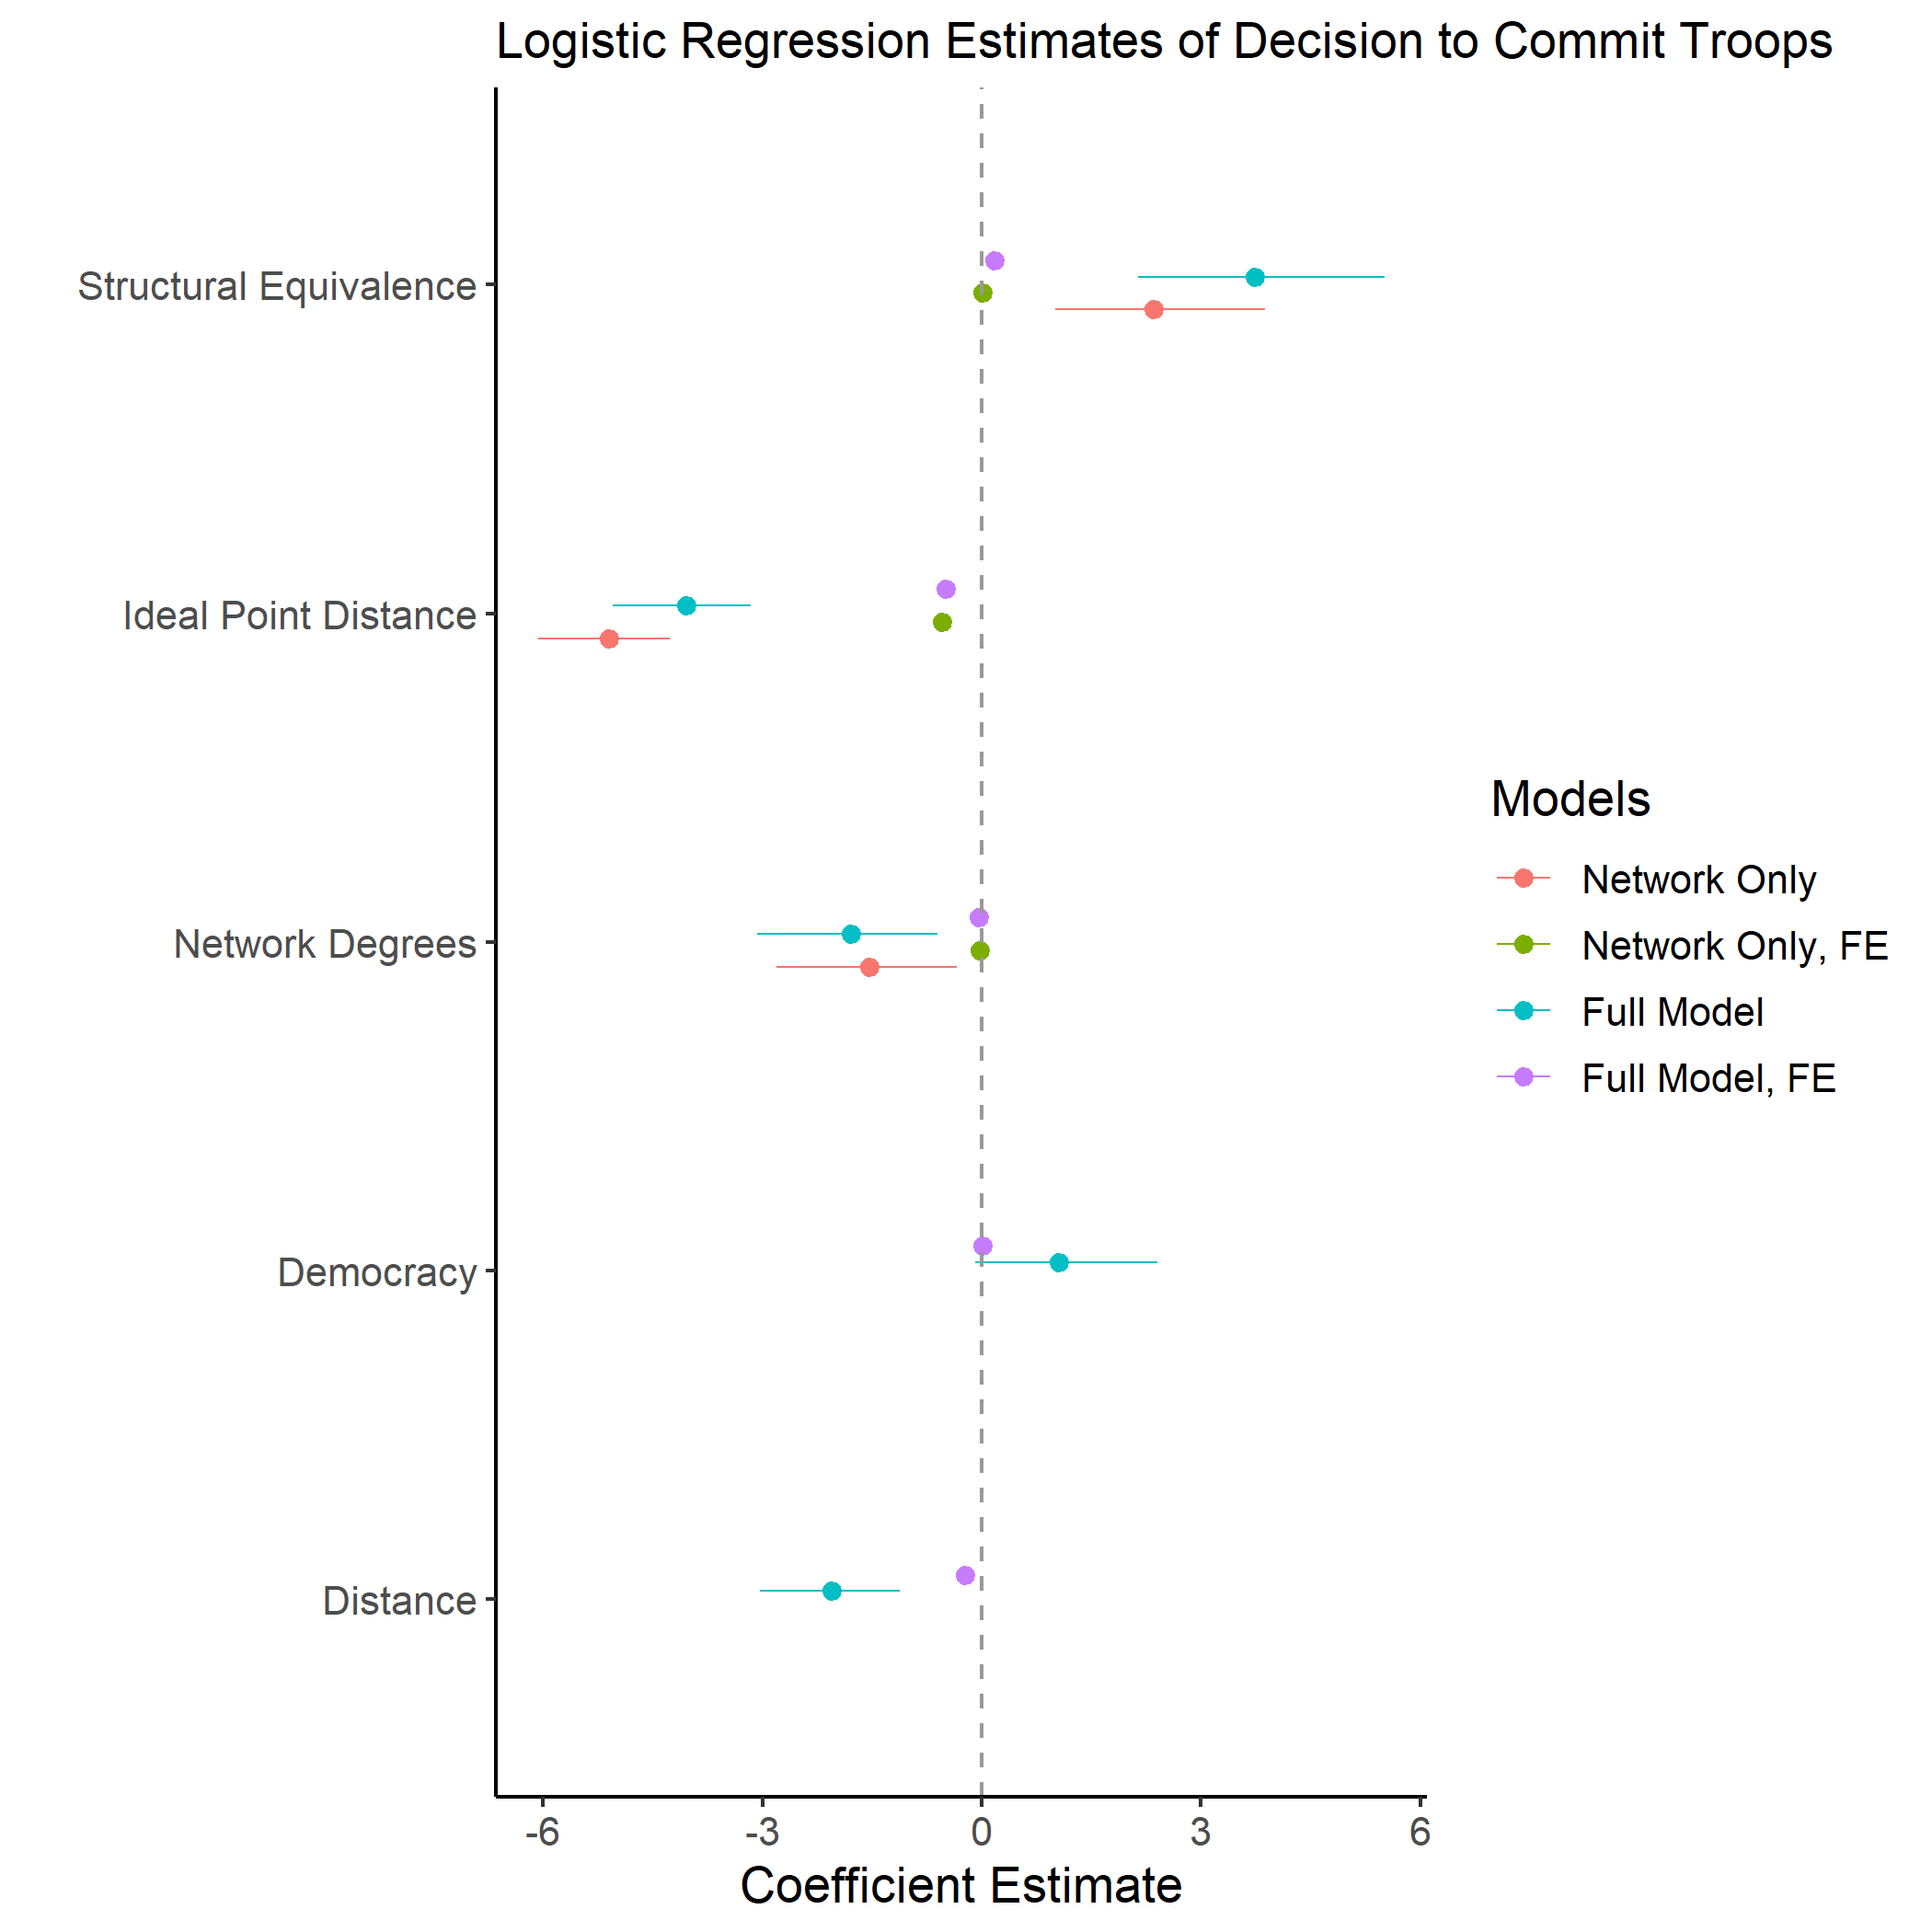 Logistic Regression Estimates of Decision to Commit Troops
Structural Equivalence
Ideal Point Distance
Network Degrees
Democracy
Distance
-6 -3 0 3 6
Coefficient Estimate
Models
Network Only
Network Only, FE
Full Model
Full Model, FE